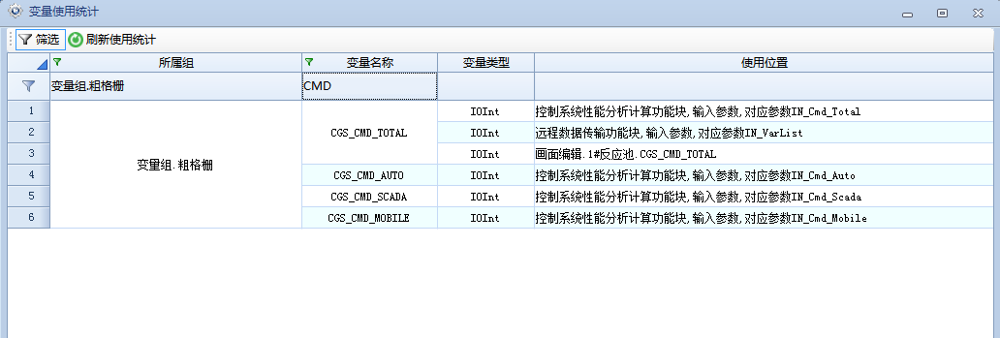 变量使用统计
筛选 刷新使用统计
所属组 变量名称 变量类型 使用位置
变量组.粗格栅 CMD
1 CGS_CMD_TOTAL IOInt 控制系统性能分析计算功能块,输入参数,对应参数IN_Cmd_Total
2 IOInt 远程数据传输功能块,输入参数,对应参数IN_VarList
3 IOInt 画面编辑.1#反应池.CGS_CMD_TOTAL
变量组.粗格栅
4 CGS_CMD_AUTO IOInt 控制系统性能分析计算功能块,输入参数,对应参数IN_Cmd_Auto
5 CGS_CMD_SCADA IOInt 控制系统性能分析计算功能块,输入参数,对应参数IN_Cmd_Scada
6 CGS_CMD_MOBILE IOInt 控制系统性能分析计算功能块,输入参数,对应参数IN_Cmd_Mobile